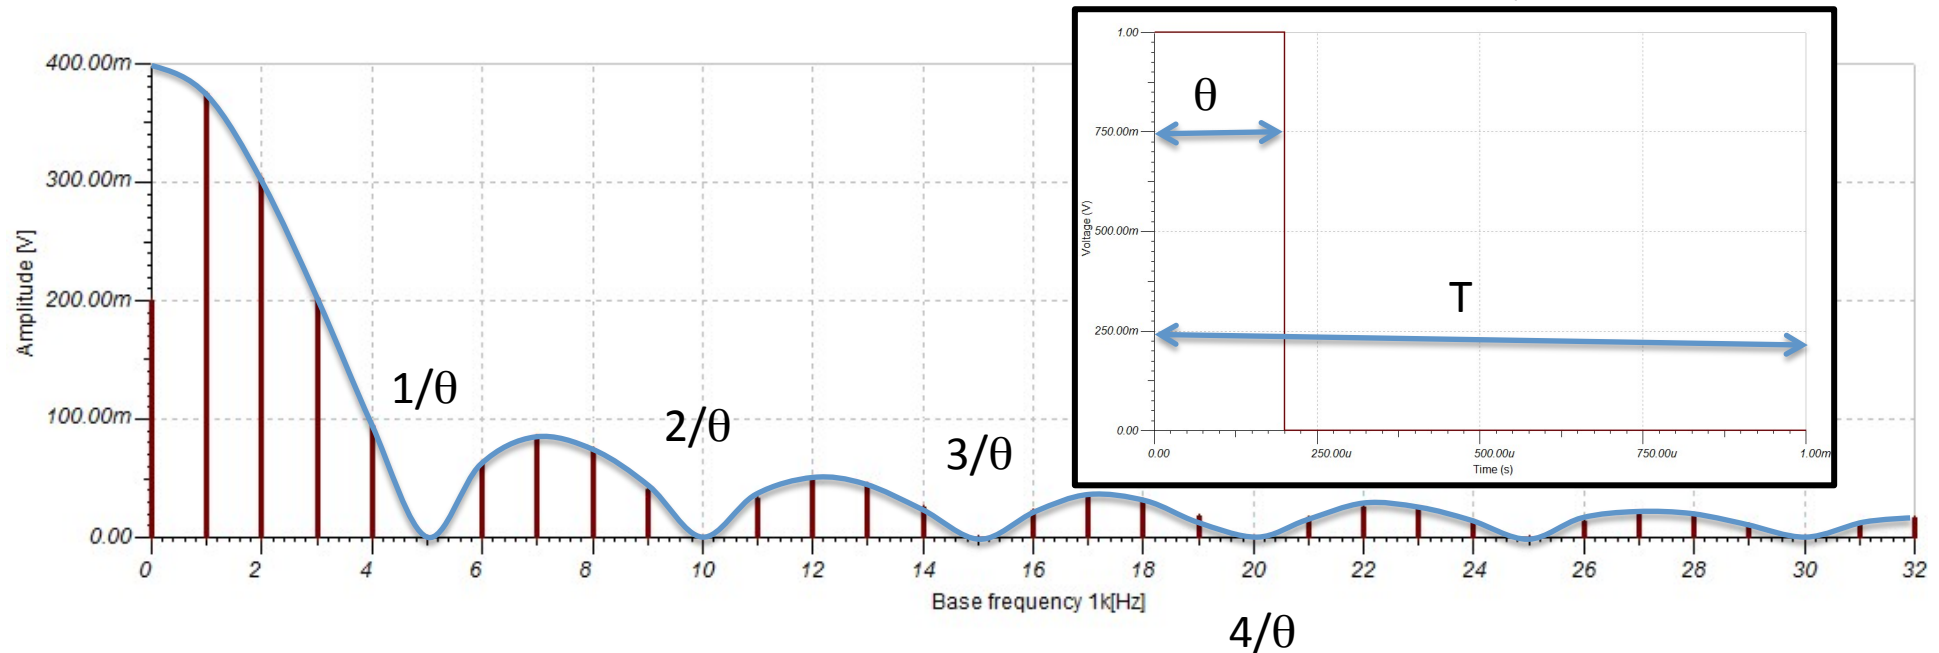 400.00m
300.00m
200.00m
100.00m
0.00
Amplitude [V]
0 2 4 6 8 10 12 14 16 18 20 22 24 26 28 30 32
Base frequency 1k[Hz]
1/θ
2/θ
3/θ
4/θ
1.00
750.00m
500.00m
250.00m
0.00
Voltage (V)
θ
T
0.00 250.00u 500.00u 750.00u 1.00m
Time (s)